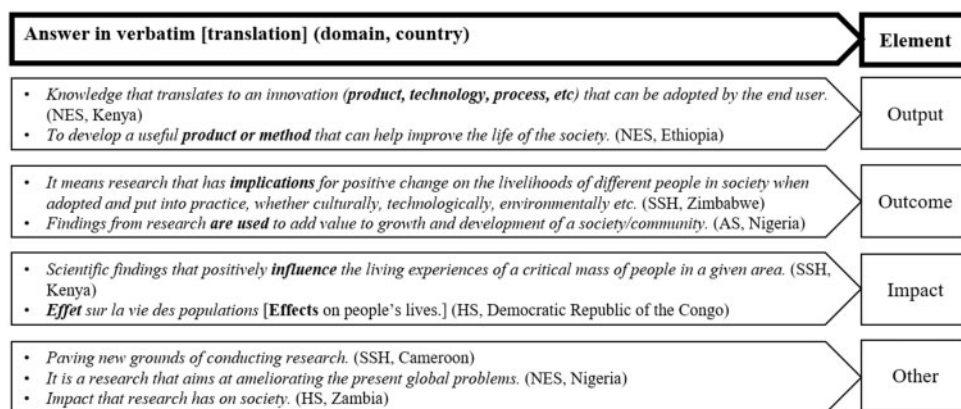 Answer in verbatim [translation] (domain, country)
Element
• Knowledge that translates to an innovation (product, technology, process, etc) that can be adopted by the end user.
(NES, Kenya)
• To develop a useful product or method that can help improve the life of the society. (NES, Ethiopia)
Output
• It means research that has implications for positive change on the livelihoods of different people in society when
adopted and put into practice, whether culturally, technologically, environmentally etc. (SSH, Zimbabwe)
• Findings from research are used to add value to growth and development of a society/community. (AS, Nigeria)
Outcome
• Scientific findings that positively influence the living experiences of a critical mass of people in a given area. (SSH,
Kenya)
• Effet sur la vie des populations [Effects on people's lives.] (HS, Democratic Republic of the Congo)
Impact
• Paving new grounds of conducting research. (SSH, Cameroon)
• It is a research that aims at ameliorating the present global problems. (NES, Nigeria)
• Impact that research has on society. (HS, Zambia)
Other